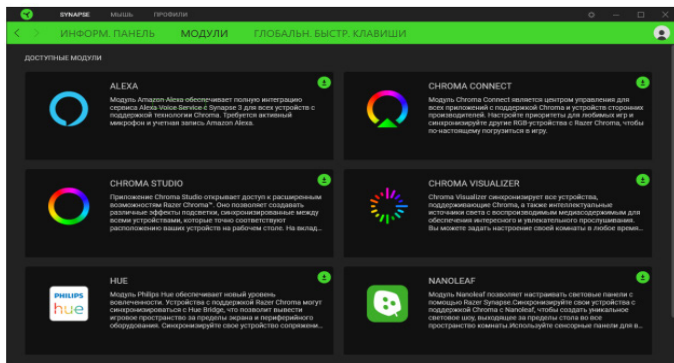 SYNAPSE МЫШЬ ПРОФИЛИ
ИНФОРМ. ПАНЕЛЬ МОДУЛИ ГЛОБАЛЬН. БЫСТР. КЛАВИШИ
ДОСТУПНЫЕ МОДУЛИ
ALEXA
Модуль Amazon Alexa обеспечивает полную интеграцию
сервиса Alexa Voice Service с Synapse 3 для всех устройств с
поддержкой технологии Chroma. Требуется активный
микрофон и учетная запись Amazon Alexa.
CHROMA CONNECT
Модуль Chroma Connect является центром управления для
всех приложений с поддержкой Chroma и устройств сторонних
производителей. Настройте приоритеты для любимых игр и
синхронизируйте другие RGB-устройства с Razer Chroma, чтобы
по-настоящему погрузиться в игру.
CHROMA STUDIO
Приложение Chroma Studio открывает доступ к расширенным
возможностям Razer Chroma™. Оно позволяет создавать
различные эффекты подсветки, синхронизированные между
всеми устройствами, которые точно соответствуют
расположению ваших устройств на рабочем столе. На вклад...
CHROMA VISUALIZER
Chroma Visualizer синхронизирует все устройства,
поддерживающие Chroma, а также интеллектуальные
источники света с воспроизводимым медиасодержимым для
обеспечения интересного и увлекательного прослушивания.
Вы можете задать настроение своей комнаты в любое время...
PHILIPS
hue
HUE
Модуль Philips Hue обеспечивает новый уровень
вовлеченности. Устройства с поддержкой Razer Chroma могут
синхронизироваться с Hue Bridge, что позволит вывести
игровое пространство за пределы экрана и периферийного
оборудования. Синхронизируйте свое устройство сопряжени...
NANOLEAF
Модуль Nanoleaf позволяет настраивать световые панели с
помощью Razer Synapse.Синхронизируйте свои устройства с
поддержкой Chroma с Nanoleaf, чтобы создать уникальное
световое шоу, выходящее за пределы стола во все
пространство комнаты.Используйте сенсорные панели для в...